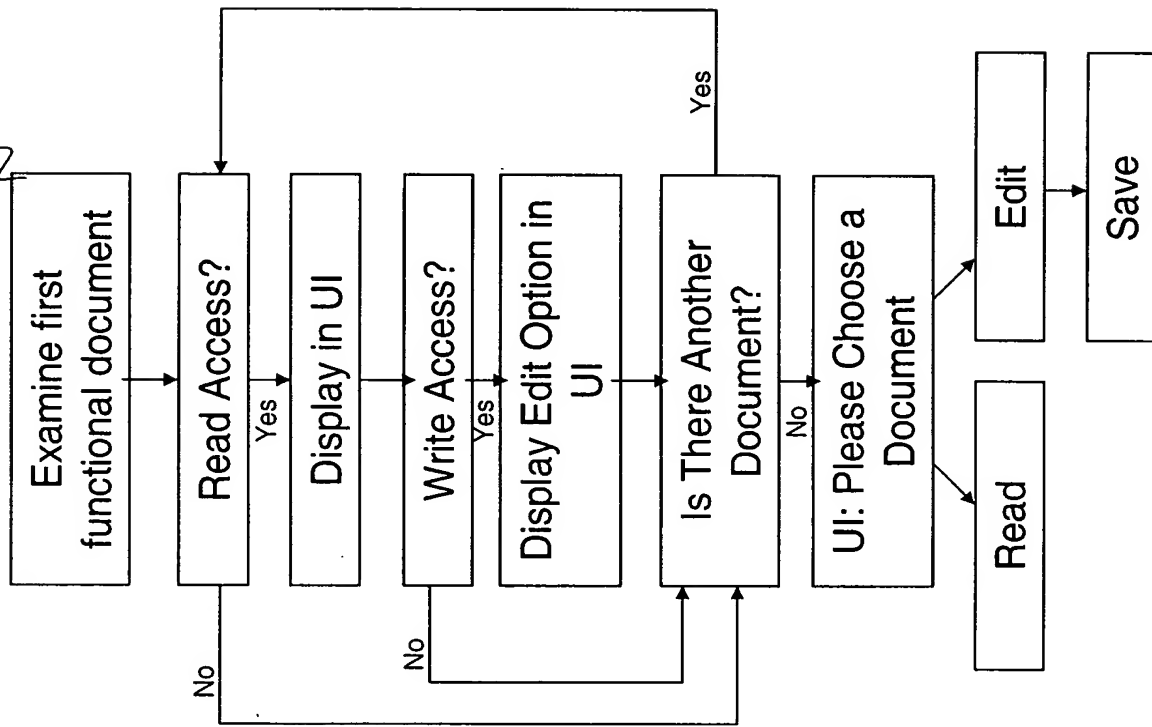 Examine first
functional document
Read Access?
Yes
No
Display in UI
Write Access?
Yes
No
Display Edit Option in
UI
Is There Another
Document?
Yes
No
UI: Please Choose a
Document
Read
Edit
Save